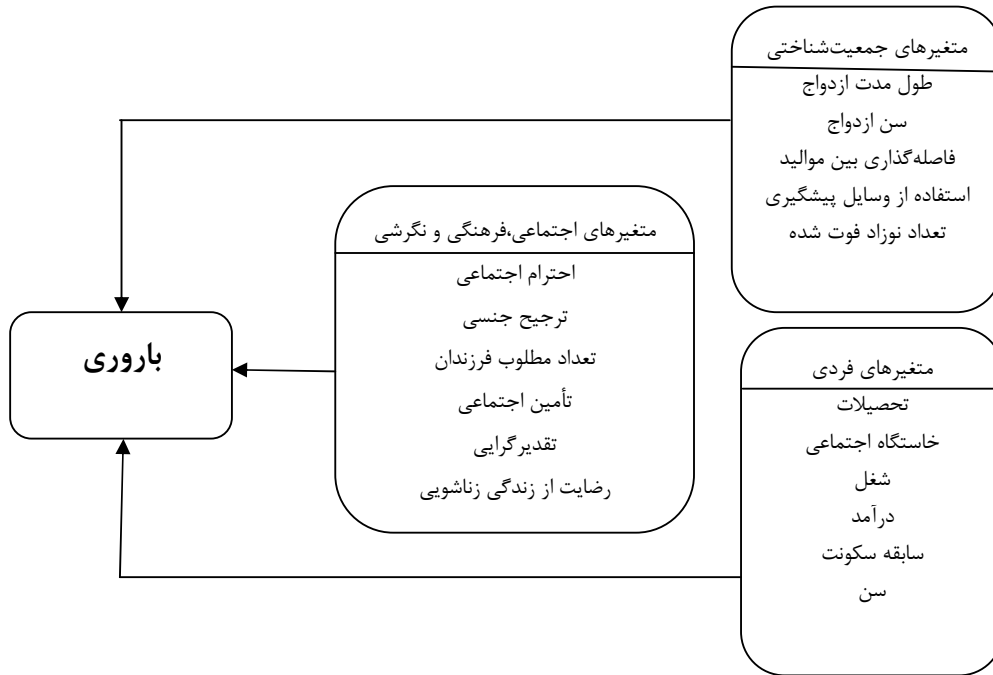 متغیرهای جمعیت‌شناختی
طول مدت ازدواج
سن ازدواج
فاصله‌گذاری بین موالید
استفاده از وسایل پیشگیری
تعداد نوزاد فوت شده
متغیرهای اجتماعی،فرهنگی و نگرشی
احترام اجتماعی
ترجیح جنسی
تعداد مطلوب فرزندان
تأمین اجتماعی
تقدیرگرایی
رضایت از زندگی زناشویی
متغیرهای فردی
تحصیلات
خاستگاه اجتماعی
شغل
درآمد
سابقه سکونت
سن
باروری